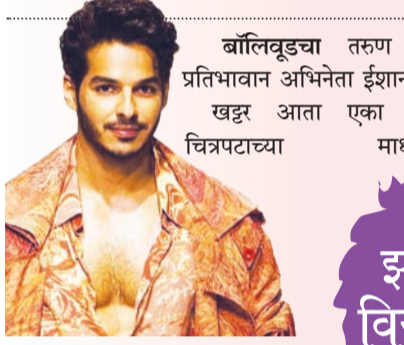 बॉलिवूडचा तरुण
प्रतिभावान अभिनेता ईशान
खट्टर आता एका
चित्रपटाच्या